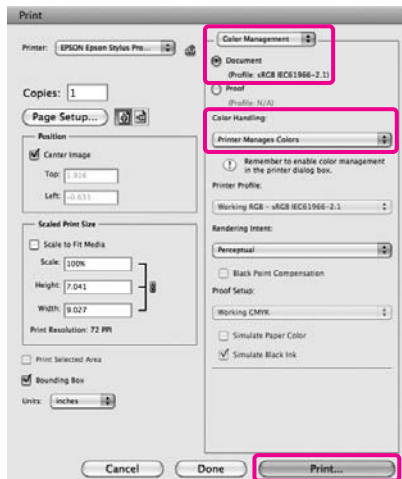 Print
Printer: EPSON Epson Stylus Pro...
Copies: 1
Page Setup...
Position
Center Image
Top: 1.916
Left: -0.633
Scaled Print Size
Scale to Fit Media
Scale: 100%
Height: 7.041
Width: 9.027
Print Resolution: 72 PPI
Print Selected Area
Bounding Box
Units: inches
Color Management
Document
(Profile: sRGB IEC61966-2.1)
Proof
(Profile: N/A)
Color Handling:
Printer Manages Colors
Remember to enable color management
in the printer dialog box.
Printer Profile:
Working RGB - sRGB IEC61966-2.1
Rendering Intent:
Perceptual
Black Point Compensation
Proof Setup:
Working CMYK
Simulate Paper Color
Simulate Black Ink
Cancel
Done
Print...